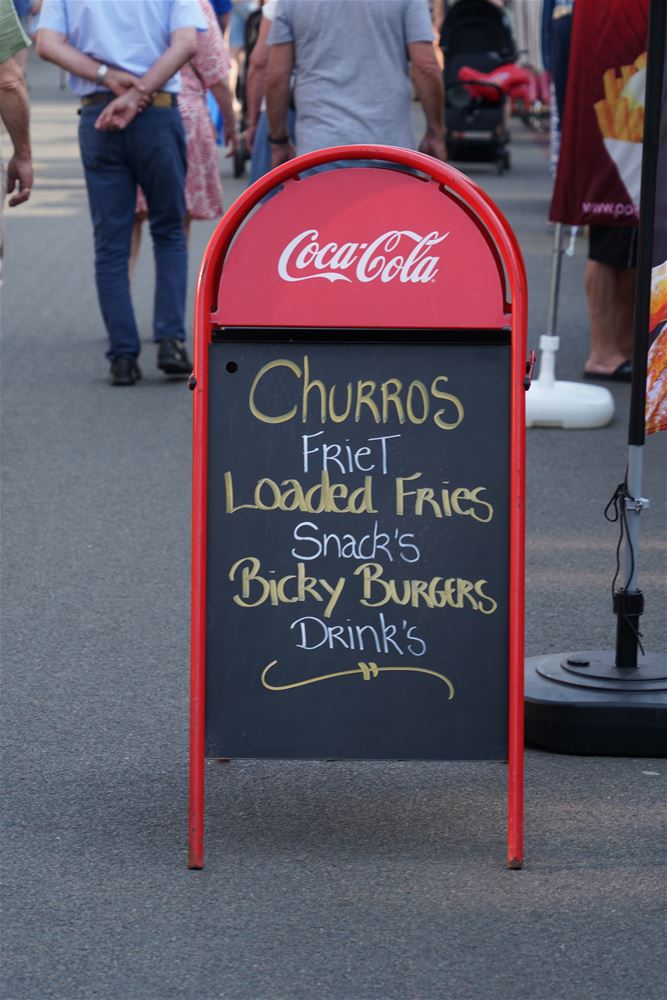 Coca-Cola
Churros
Friet
Loaded Fries
Snack's
Bicky Burgers
Drink's